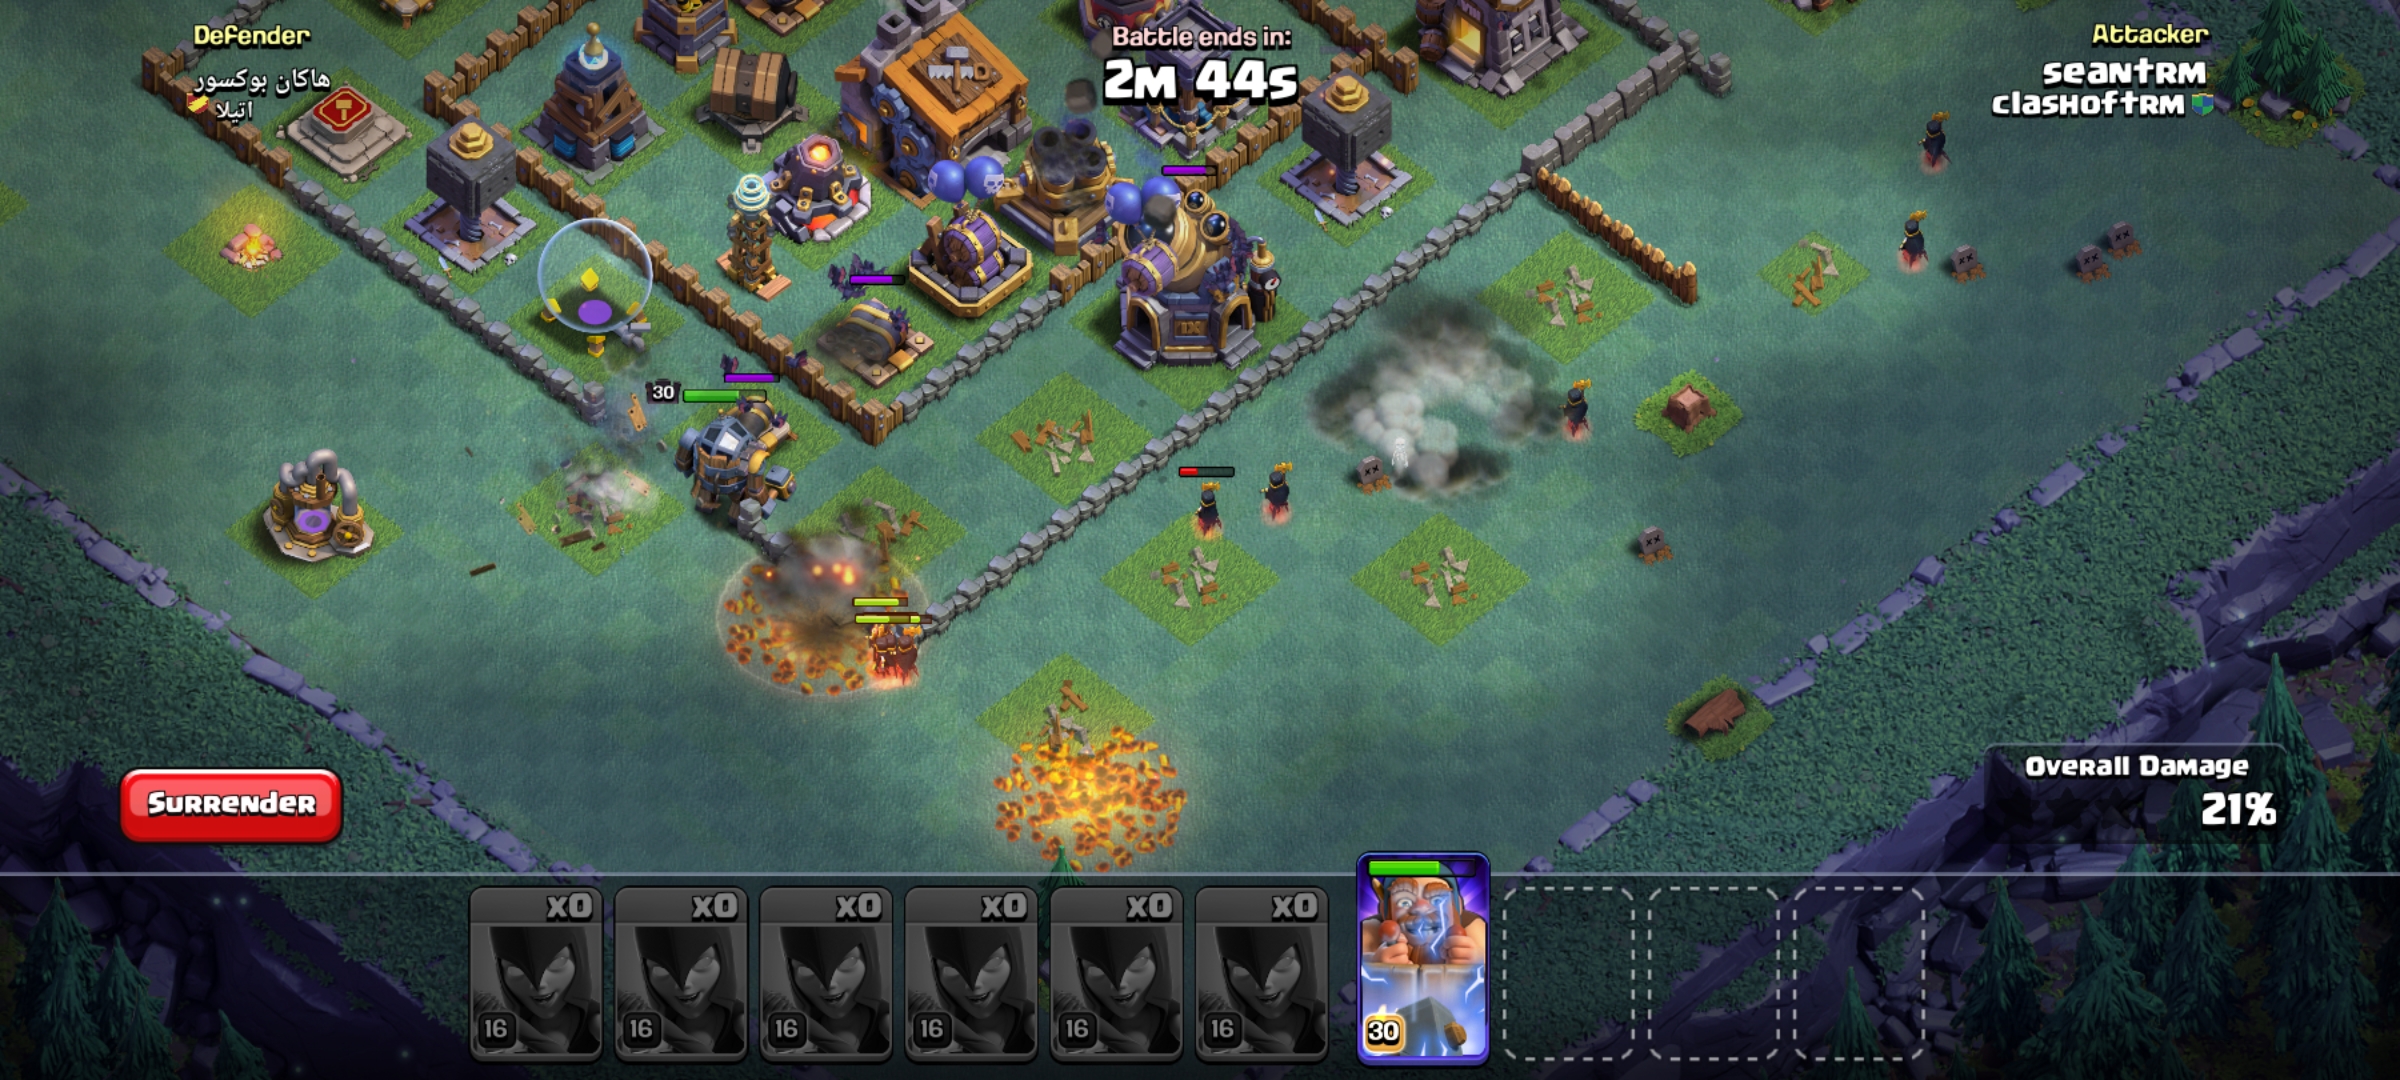 Defender
هاكان بوكسور
اتيلا
Battle ends in:
2M 44s
Attacker
seantrm
clashoftrm
30
Surrender
Overall Damage
21%
x0
x0
x0
x0
x0
x0
16
16
16
16
16
16
30